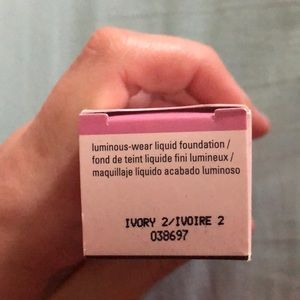 luminous-wear liquid foundation /
fond de teint liquide fini lumineux /
maquillaje líquido acabado luminoso
IVORY 2/IVOIRE 2
038697